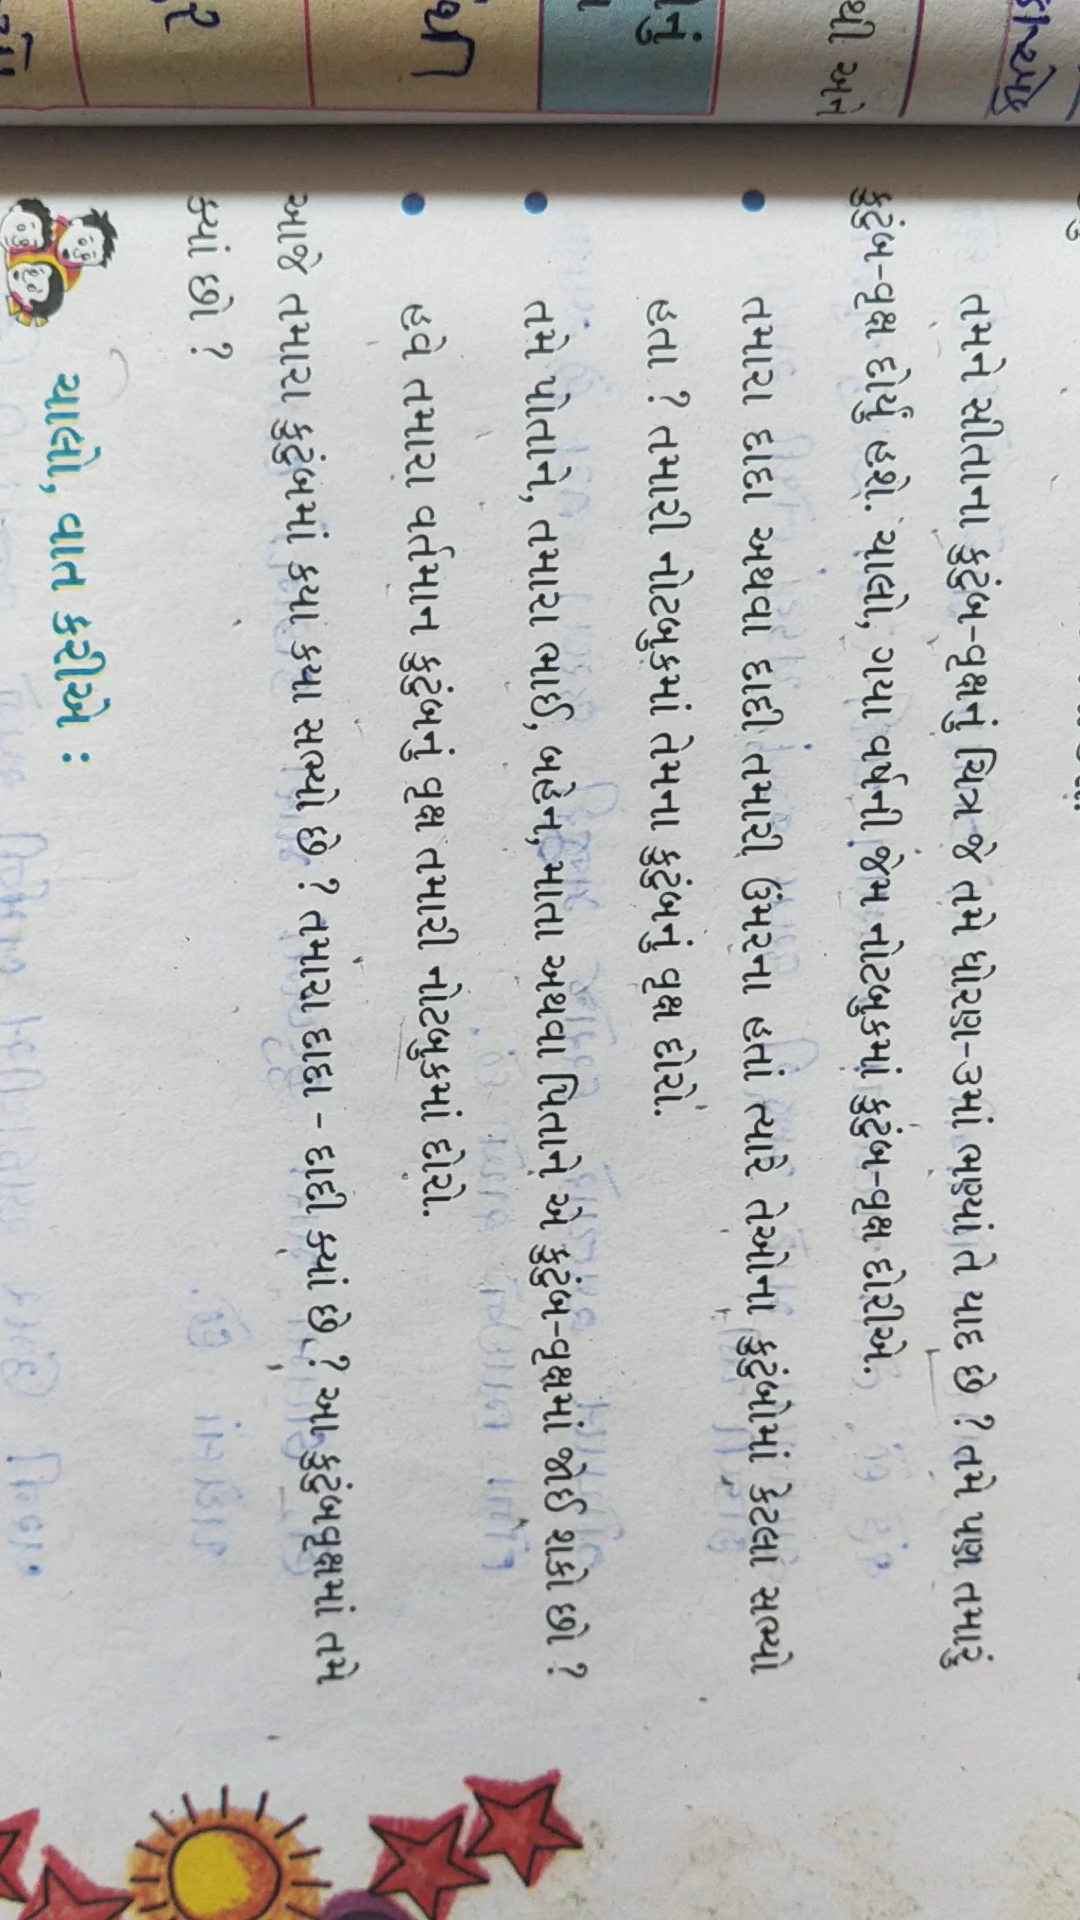 તમને સીતાના કુટુંબ-વૃક્ષનું ચિત્ર જે તમે ધોરણ-૩માં ભણ્યાં તે યાદ છે ? તમે પણ તમારું
કુટુંબ-વૃક્ષ દોર્યું હશે. ચાલો, ગયા વર્ષની જેમ નોટબુકમાં કુટુંબ-વૃક્ષ દોરીએ.
• તમારા દાદા અથવા દાદી તમારી ઉંમરના હતાં ત્યારે તેઓના કુટુંબોમાં કેટલા સભ્યો
હતા ? તમારી નોટબુકમાં તેમના કુટુંબનું વૃક્ષ દોરો.
• તમે પોતાને, તમારા ભાઈ, બહેન, માતા અથવા પિતાને એ કુટુંબ-વૃક્ષમાં જોઈ શકો છો ?
• હવે તમારા વર્તમાન કુટુંબનું વૃક્ષ તમારી નોટબુકમાં દોરો.
આજે તમારા કુટુંબમાં ક્યા ક્યા સભ્યો છે ? તમારા દાદા - દાદી ક્યાં છે ? આ કુટુંબવૃક્ષમાં તમે
ક્યાં છો ?
ચાલો, વાત કરીએ :